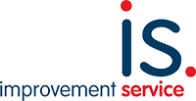 is.
improvement service